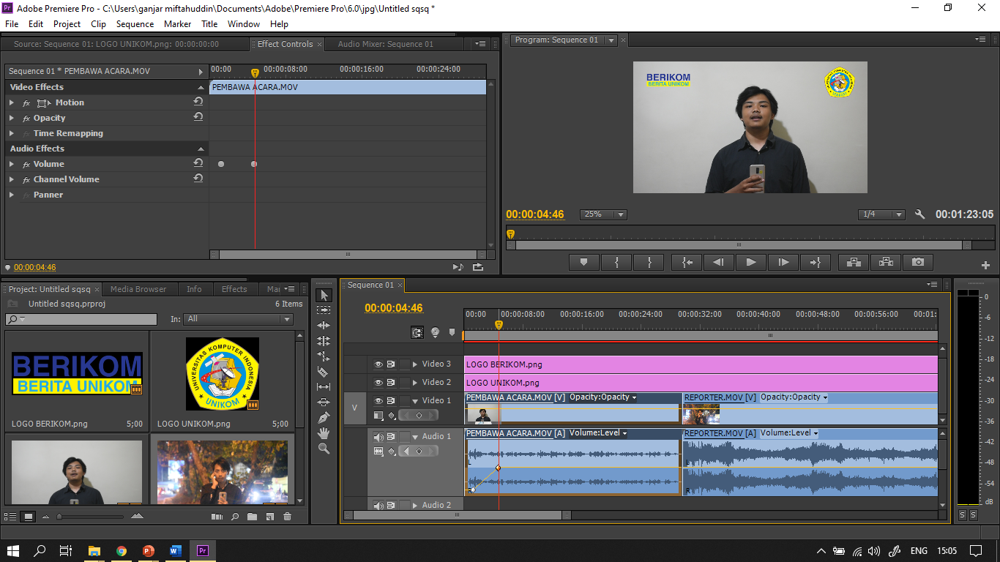 Adobe Premiere Pro - C:\Users\ganjar miftahuddin\Documents\Adobe\Premiere Pro\6.0\jpg\Untitled sqsq *
File Edit Project Clip Sequence Marker Title Window Help
Source: Sequence 01: LOGO UNIKOM.png: 00:00:00:00
Effect Controls
Audio Mixer: Sequence 01
Sequence 01 * PEMBAWA ACARA.MOV
00:00 00:00:08:00 00:00:16:00 00:00:24:00
Video Effects
PEMBAWA ACARA.MOV
fx Motion
fx Opacity
fx Time Remapping
Audio Effects
fx Volume
fx Channel Volume
fx Panner
00:00:04:46
Program: Sequence 01
BERIKOM
BERITA UNIKOM
UNIKOM
00:00:04:46
25%
1/4
00:01:23:05
Project: Untitled sqsq
Media Browser
Info
Effects
Mar
Untitled sqsq.prproj
6 Items
In: All
BERIKOM
BERITA UNIKOM
UNIVERSITAS KOMPUTER INDONESIA
UNIKOM
LOGO BERIKOM.png 5;00
LOGO UNIKOM.png 5;00
Sequence 01
00:00:04:46
00:00 00:00:08:00 00:00:16:00 00:00:24:00 00:00:32:00 00:00:40:00 00:00:48:00 00:00:56:00 00:01:
Video 3
LOGO BERIKOM.png
Video 2
LOGO UNIKOM.png
V
Video 1
PEMBAWA ACARA.MOV [V] Opacity:Opacity
REPORTER.MOV [V] Opacity:Opacity
Audio 1
PEMBAWA ACARA.MOV [A] Volume:Level
REPORTER.MOV [A] Volume:Level
L
L
R
Audio 2
0
-6
-12
-18
-24
-30
-36
-42
-48
-54
dB
S S
ENG 15:05